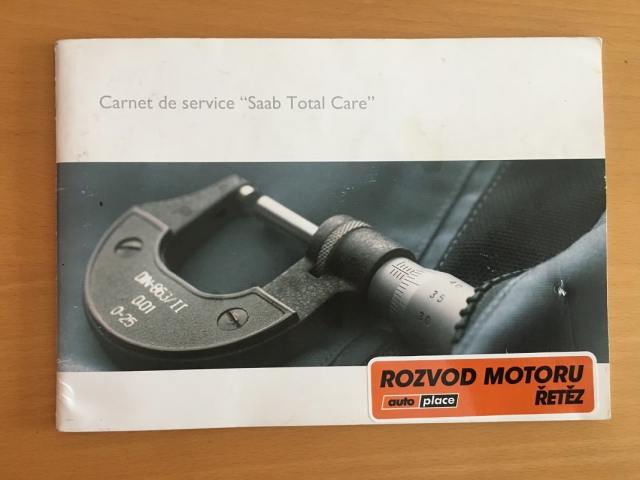 Carnet de service “Saab Total Care”
DIN-863/II
0.01
0-25
40
35
30
ROZVOD MOTORU
auto place ŘETĚZ